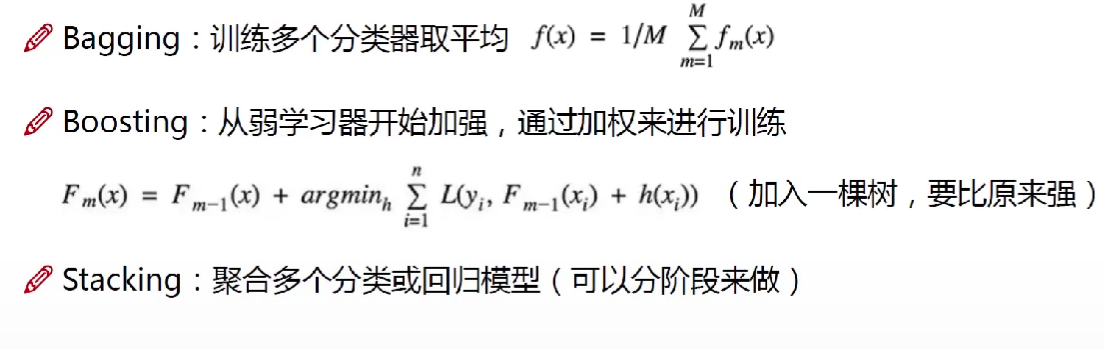 Bagging：训练多个分类器取平均 f(x) = 1/M ∑_{m=1}^{M} f_m(x)
Boosting：从弱学习器开始加强，通过加权来进行训练
F_m(x) = F_{m−1}(x) + argmin_h ∑_{i=1}^{n} L(y_i, F_{m−1}(x_i) + h(x_i)) （加入一棵树，要比原来强）
Stacking：聚合多个分类或回归模型（可以分阶段来做）